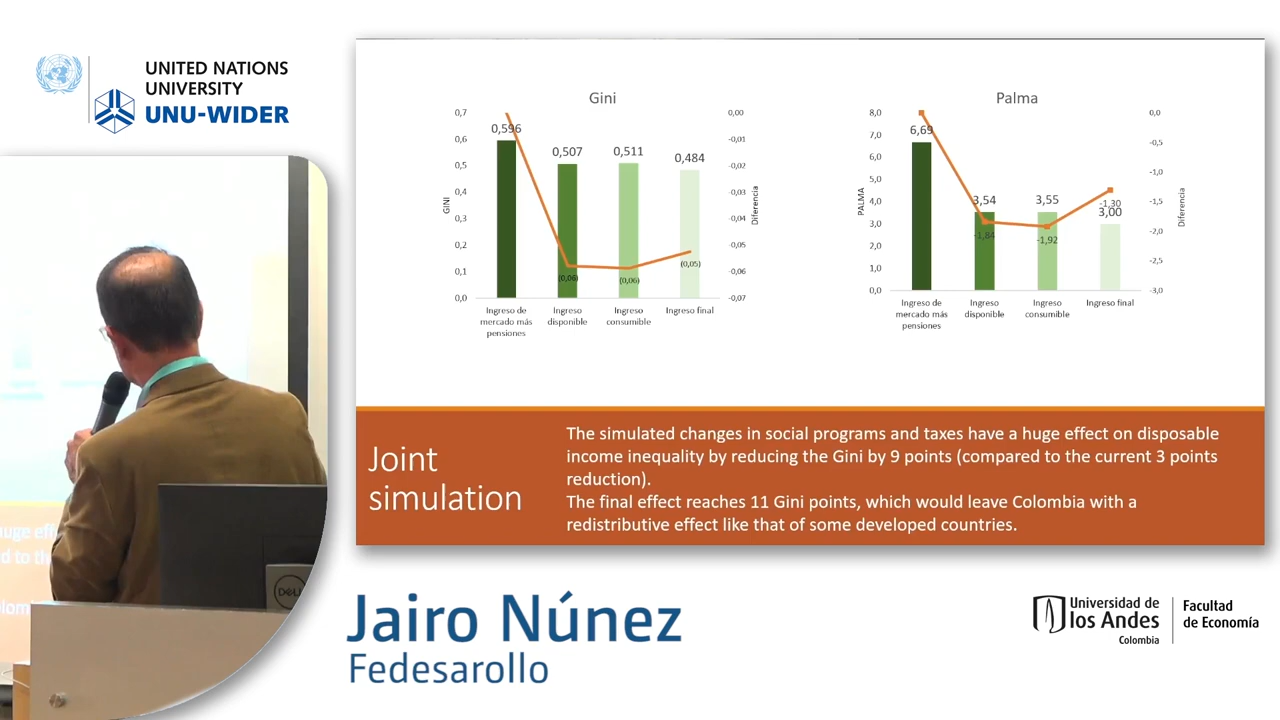 UNITED NATIONS
UNIVERSITY
UNU-WIDER
Gini
0,7
0,6
0,5
0,4
0,3
0,2
0,1
0,0
GINI
0,596
0,507
0,511
0,484
(0,06)
(0,06)
(0,05)
0,00
-0,01
-0,02
-0,03
-0,04
-0,05
-0,06
-0,07
Diferencia
Ingreso de
mercado más
pensiones
Ingreso
disponible
Ingreso
consumible
Ingreso final
Palma
8,0
7,0
6,0
5,0
4,0
3,0
2,0
1,0
0,0
PALMA
6,69
3,54
3,55
3,00
-1,84
-1,92
-1,30
0,0
-0,5
-1,0
-1,5
-2,0
-2,5
-3,0
Diferencia
Ingreso de
mercado más
pensiones
Ingreso
disponible
Ingreso
consumible
Ingreso final
Joint
simulation
The simulated changes in social programs and taxes have a huge effect on disposable
income inequality by reducing the Gini by 9 points (compared to the current 3 points
reduction).
The final effect reaches 11 Gini points, which would leave Colombia with a
redistributive effect like that of some developed countries.
DELL
Jairo Núnez
Fedesarollo
Universidad de
los Andes
Colombia
Facultad
de Economía